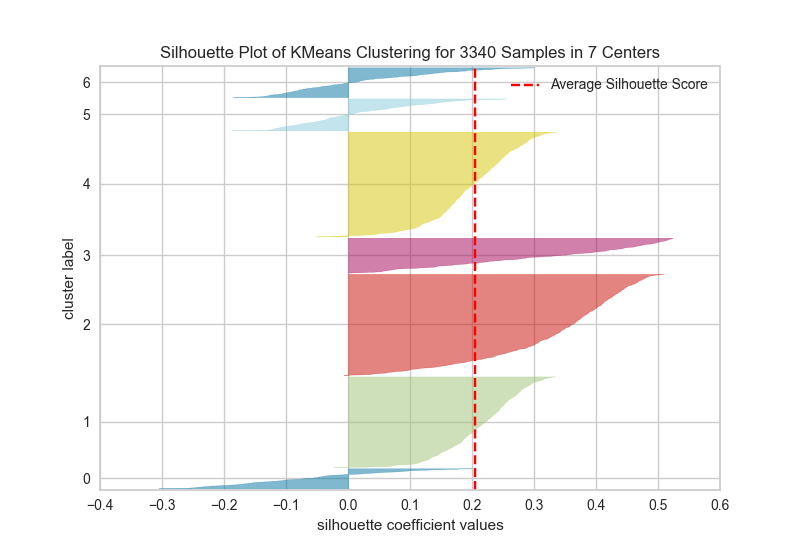 Silhouette Plot of KMeans Clustering for 3340 Samples in 7 Centers
Average Silhouette Score
6
5
4
3
2
1
0
cluster label
−0.4 −0.3 −0.2 −0.1 0.0 0.1 0.2 0.3 0.4 0.5 0.6
silhouette coefficient values